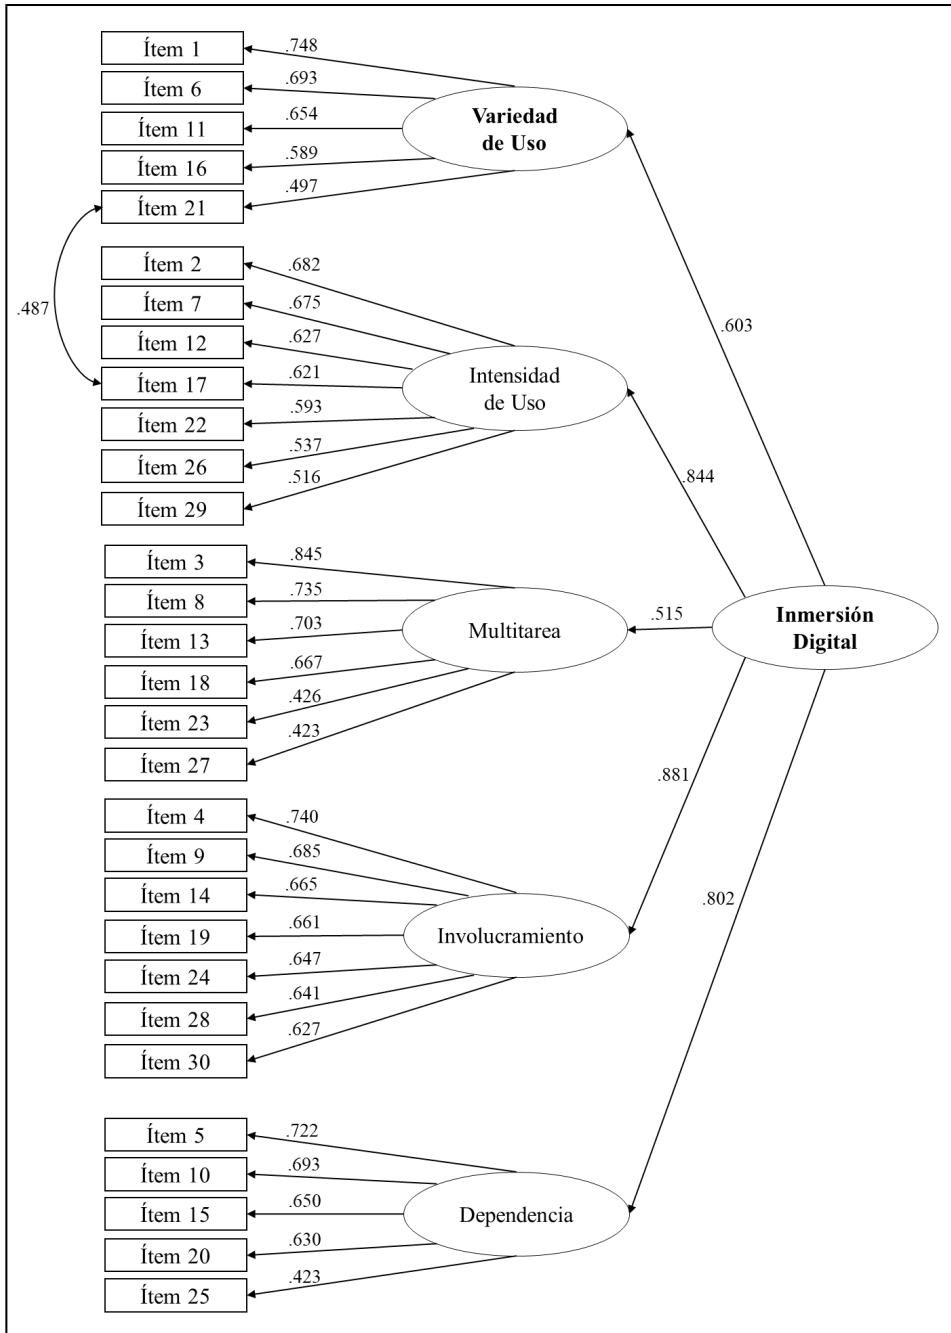 Ítem 1
.748
Ítem 6
.693
Ítem 11
.654
Ítem 16
.589
Ítem 21
.497
Variedad
de Uso
.487
Ítem 2
.682
Ítem 7
.675
Ítem 12
.627
Ítem 17
.621
Ítem 22
.593
Ítem 26
.537
Ítem 29
.516
Intensidad
de Uso
.603
.844
Ítem 3
.845
Ítem 8
.735
Ítem 13
.703
Ítem 18
.667
Ítem 23
.426
Ítem 27
.423
Multitarea
.515
Inmersión
Digital
.881
.802
Ítem 4
.740
Ítem 9
.685
Ítem 14
.665
Ítem 19
.661
Ítem 24
.647
Ítem 28
.641
Ítem 30
.627
Involucramiento
Ítem 5
.722
Ítem 10
.693
Ítem 15
.650
Ítem 20
.630
Ítem 25
.423
Dependencia